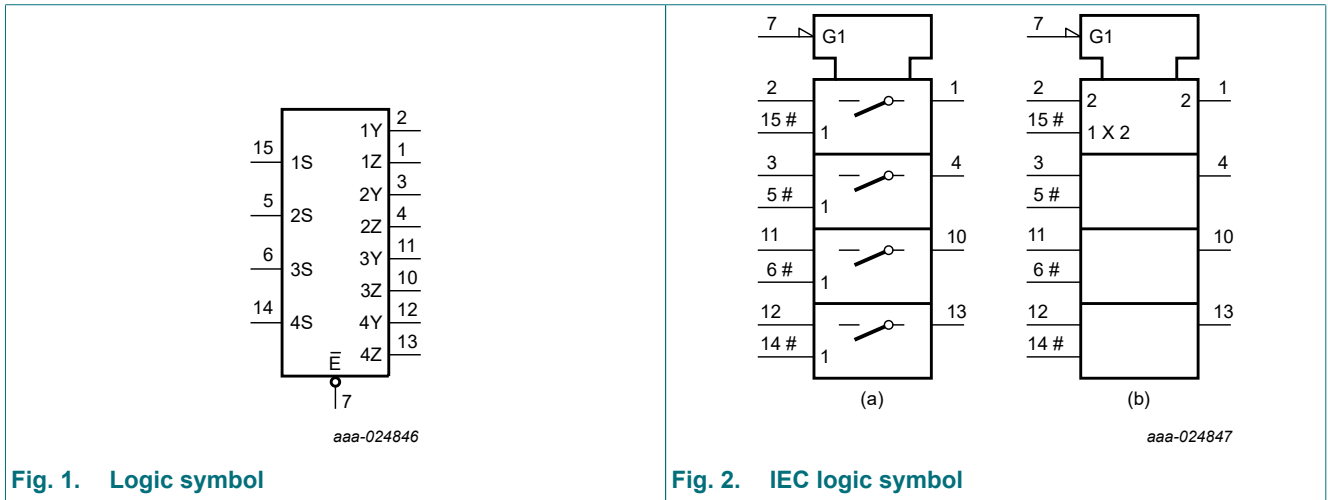 1Y 2
15 1S
1Z 1
2Y 3
5 2S
2Z 4
3Y 11
6 3S
3Z 10
14 4S
4Y 12
4Z 13
E̅
7
aaa-024846
Fig. 1. Logic symbol
7 G1
2 1
15 # 1
3 4
5 # 1
11 10
6 # 1
12 13
14 # 1
(a)
7 G1
2 2 2 1
15 # 1 X 2
3 4
5 #
11 10
6 #
12 13
14 #
(b)
aaa-024847
Fig. 2. IEC logic symbol